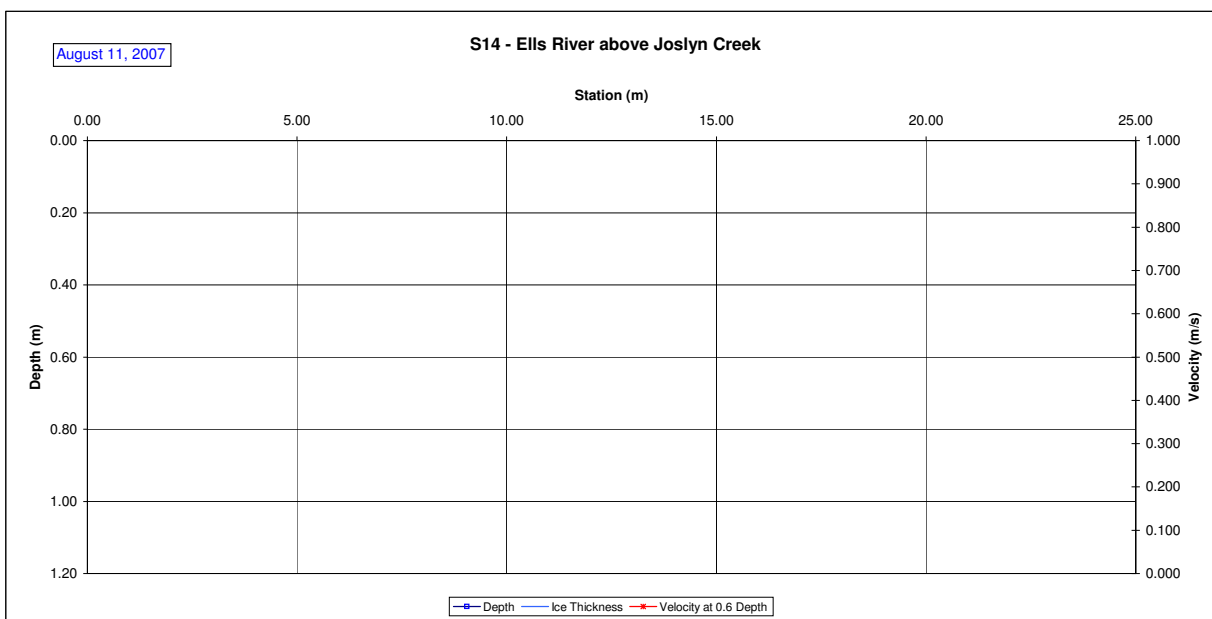 S14 - Ells River above Joslyn Creek
August 11, 2007
Station (m)
0.00 5.00 10.00 15.00 20.00 25.00
0.00 1.000
0.900
0.20 0.800
0.700
0.40
0.600
Depth (m) 0.60 0.500 Velocity (m/s)
0.400
0.80
0.300
1.00 0.200
0.100
1.20 0.000
Depth Ice Thickness Velocity at 0.6 Depth